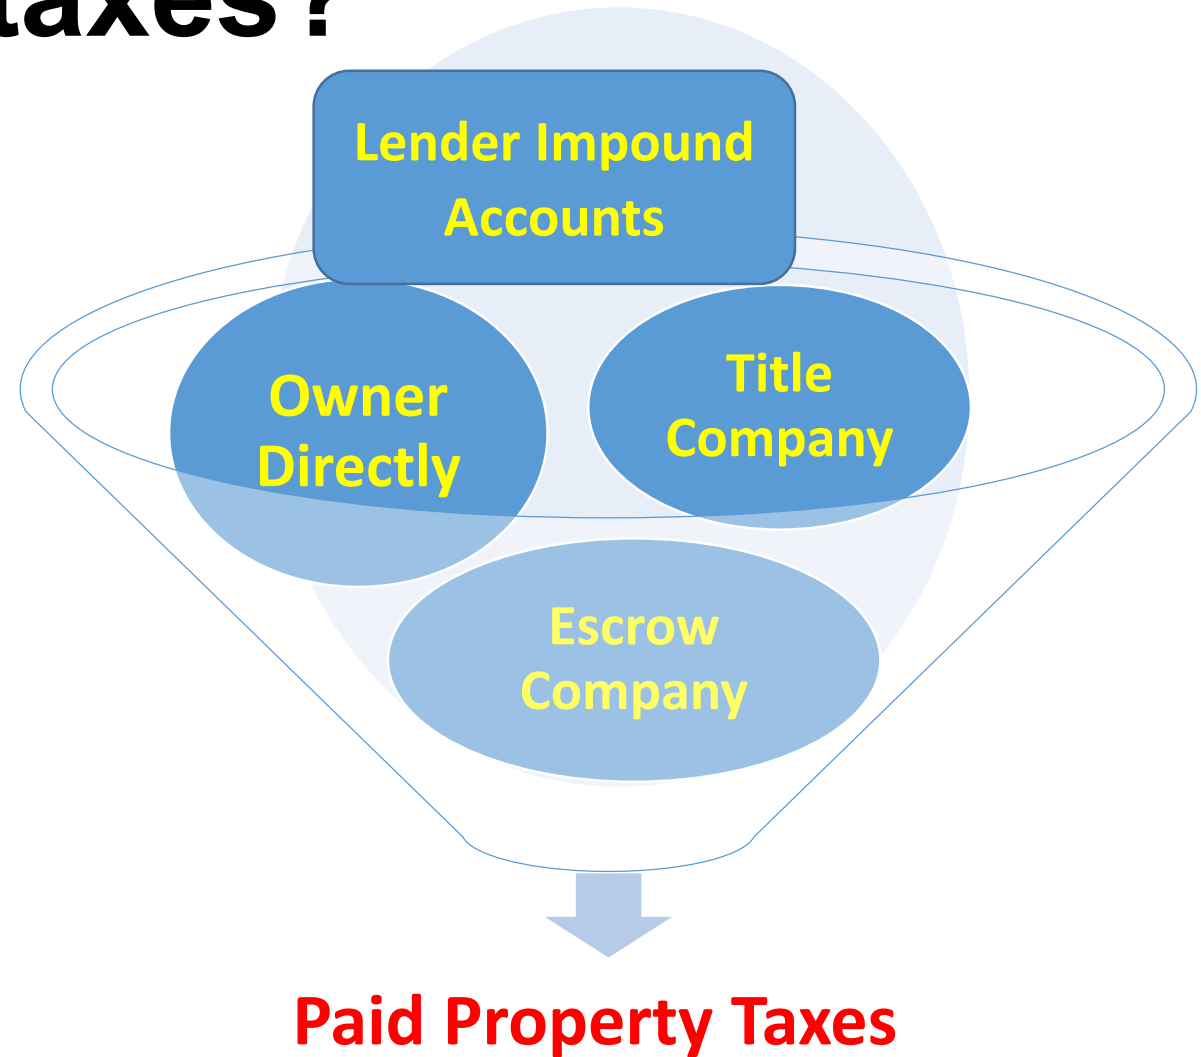 taxes?
Lender Impound
Accounts
Owner
Directly
Title
Company
Escrow
Company
Paid Property Taxes